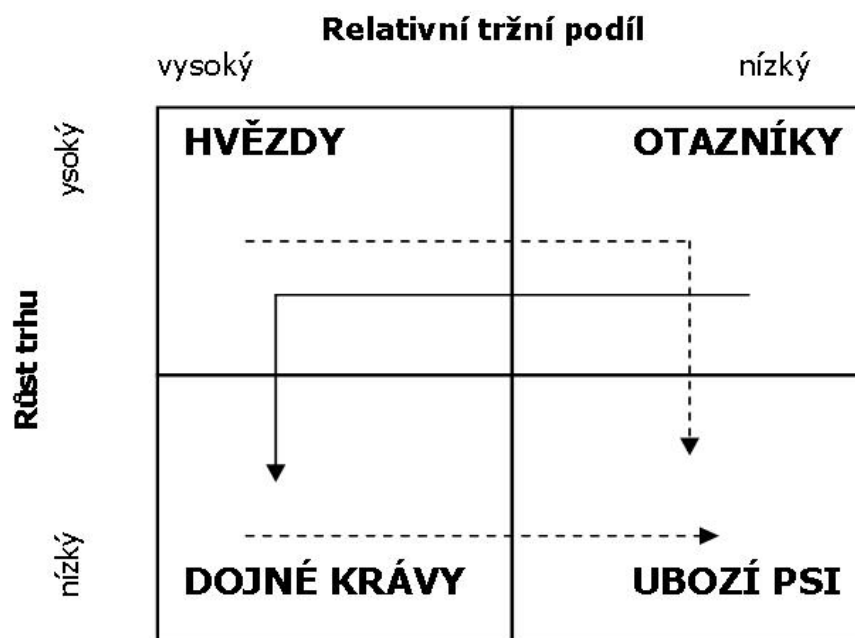 Relativní tržní podíl
vysoký nízký
HVĚZDY OTAZNÍKY
ysoký
Růst trhu
nízký
DOJNÉ KRÁVY UBOZÍ PSI